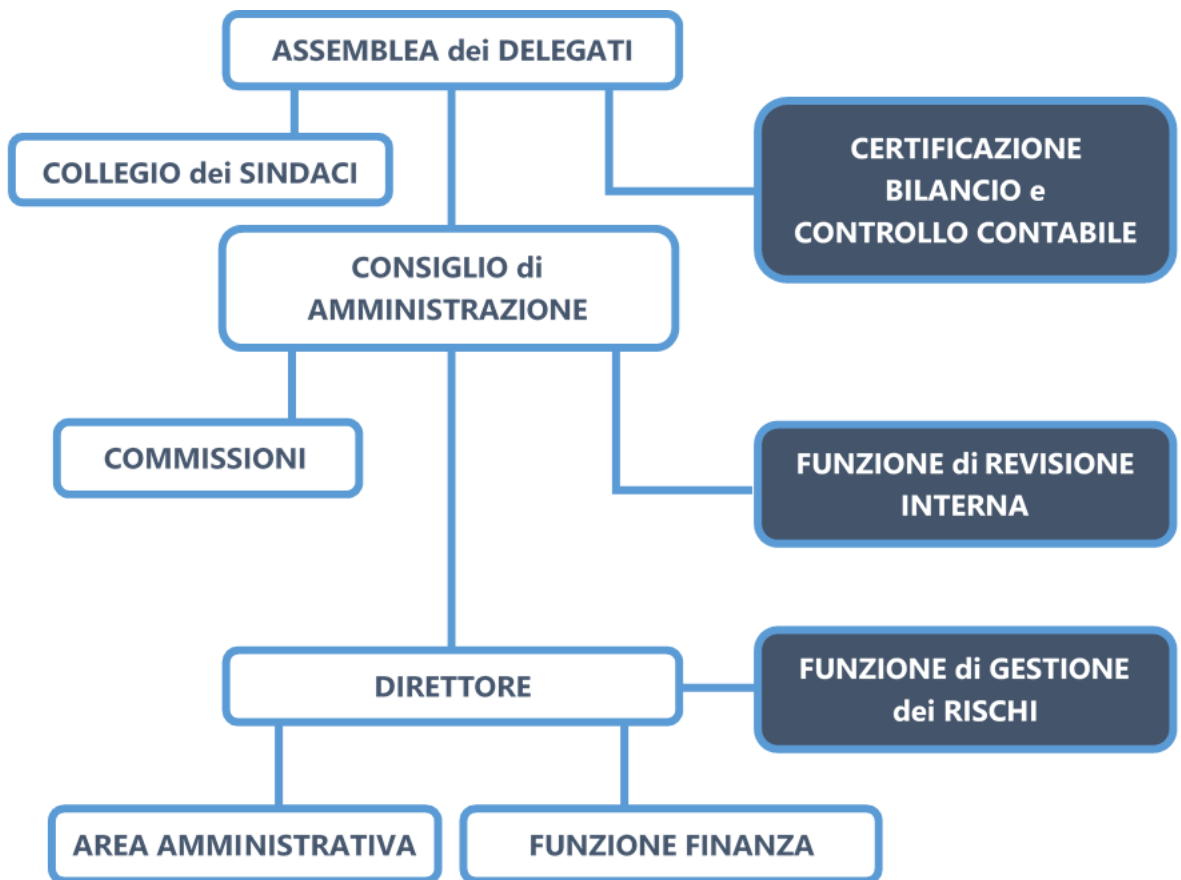 ASSEMBLEA dei DELEGATI
COLLEGIO dei SINDACI
CERTIFICAZIONE
BILANCIO e
CONTROLLO CONTABILE
CONSIGLIO di
AMMINISTRAZIONE
COMMISSIONI
FUNZIONE di REVISIONE
INTERNA
DIRETTORE
FUNZIONE di GESTIONE
dei RISCHI
AREA AMMINISTRATIVA
FUNZIONE FINANZA